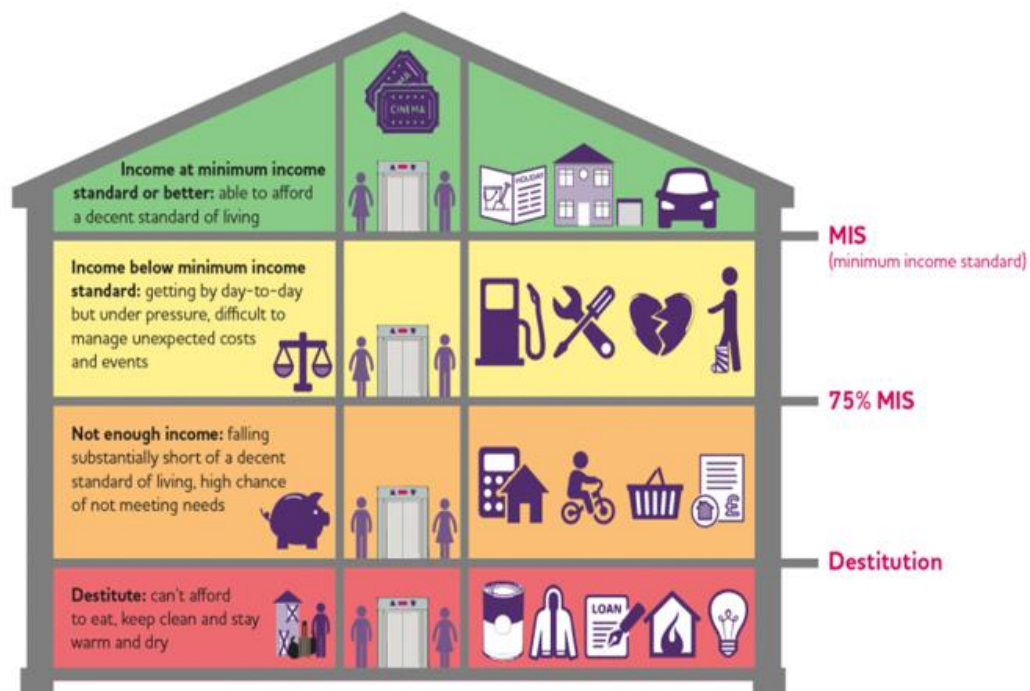 CINEMA
Income at minimum income
standard or better: able to afford
a decent standard of living
HOLIDAY
MIS
(minimum income standard)
Income below minimum income
standard: getting by day-to-day
but under pressure, difficult to
manage unexpected costs
and events
75% MIS
Not enough income: falling
substantially short of a decent
standard of living, high chance
of not meeting needs
£
Destitution
Destitute: can't afford
to eat, keep clean and stay
warm and dry
LOAN